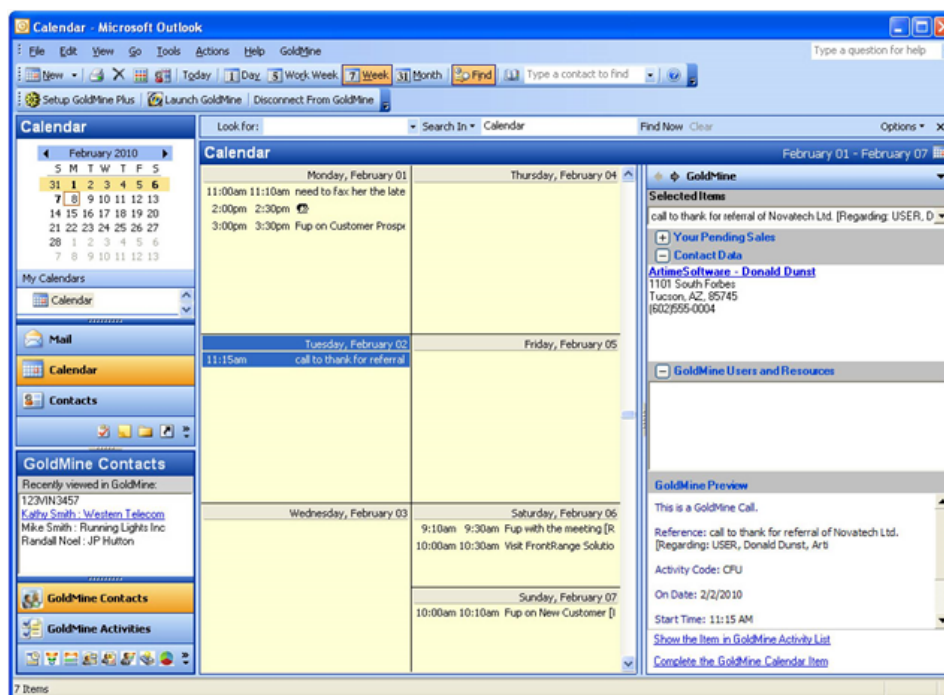 Calendar - Microsoft Outlook
File Edit View Go Tools Actions Help GoldMine
Type a question for help
New Today 1 Day 5 Work Week 7 Week 31 Month Find Type a contact to find
Setup GoldMine Plus Launch GoldMine Disconnect From GoldMine
Calendar
February 2010
S M T W T F S
31 1 2 3 4 5 6
7 8 9 10 11 12 13
14 15 16 17 18 19 20
21 22 23 24 25 26 27
28 1 2 3 4 5 6
7 8 9 10 11 12 13
My Calendars
Calendar
Mail
Calendar
Contacts
GoldMine Contacts
Recently viewed in GoldMine:
123VIN3457
Kathy Smith : Western Telecom
Mike Smith : Running Lights Inc
Randall Noel : JP Hutton
GoldMine Contacts
GoldMine Activities
7 Items
Look for: Search In Calendar Find Now Clear Options
Calendar February 01 - February 07
Monday, February 01
11:00am 11:10am need to fax her the late
2:00pm 2:30pm
3:00pm 3:30pm Fup on Customer Prospe
Tuesday, February 02
11:15am call to thank for referral
Wednesday, February 03
Thursday, February 04
Friday, February 05
Saturday, February 06
9:10am 9:30am Fup with the meeting [R
10:00am 10:30am Visit FrontRange Solutio
Sunday, February 07
10:00am 10:10am Fup on New Customer [
GoldMine
Selected Items
call to thank for referral of Novatech Ltd. [Regarding: USER, D
Your Pending Sales
Contact Data
ArtimeSoftware - Donald Dunst
1101 South Forbes
Tucson, AZ, 85745
(602)555-0004
GoldMine Users and Resources
GoldMine Preview
This is a GoldMine Call.
Reference: call to thank for referral of Novatech Ltd.
[Regarding: USER, Donald Dunst, Arti
Activity Code: CFU
On Date: 2/2/2010
Start Time: 11:15 AM
Show the Item in GoldMine Activity List
Complete the GoldMine Calendar Item